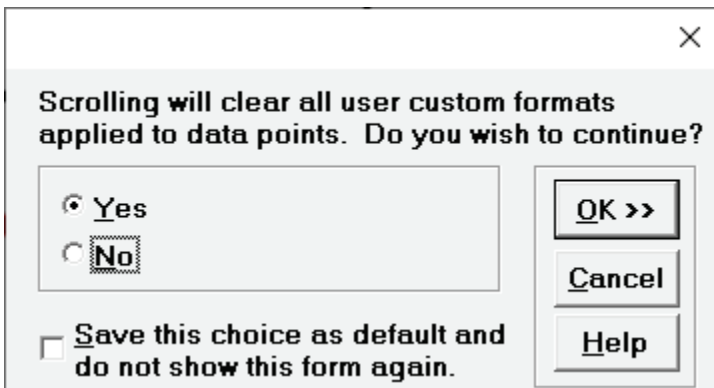 Scrolling will clear all user custom formats
applied to data points.  Do you wish to continue?
Yes
No
Save this choice as default and
do not show this form again.
OK >>
Cancel
Help